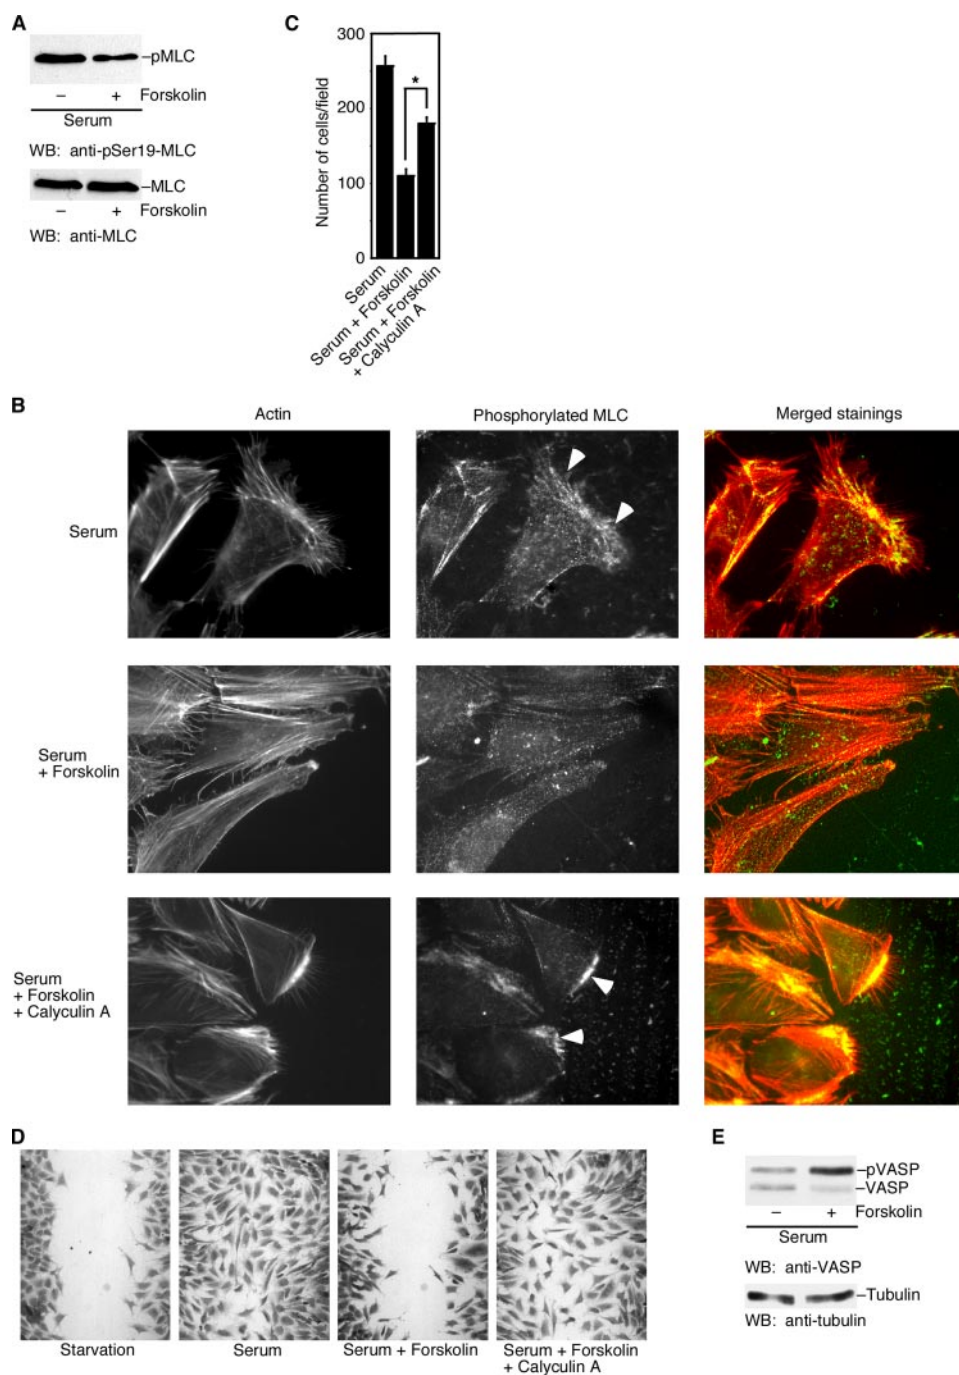 A
–pMLC
– + Forskolin
Serum
WB: anti-pSer19-MLC
–MLC
– + Forskolin
WB: anti-MLC
C
300
200
100
0
Number of cells/field
*
Serum
Serum + Forskolin
Serum + Forskolin
+ Calyculin A
B
Actin
Phosphorylated MLC
Merged stainings
Serum
Serum
+ Forskolin
Serum
+ Forskolin
+ Calyculin A
D
Starvation
Serum
Serum + Forskolin
Serum + Forskolin
+ Calyculin A
E
–pVASP
–VASP
– + Forskolin
Serum
WB: anti-VASP
–Tubulin
WB: anti-tubulin